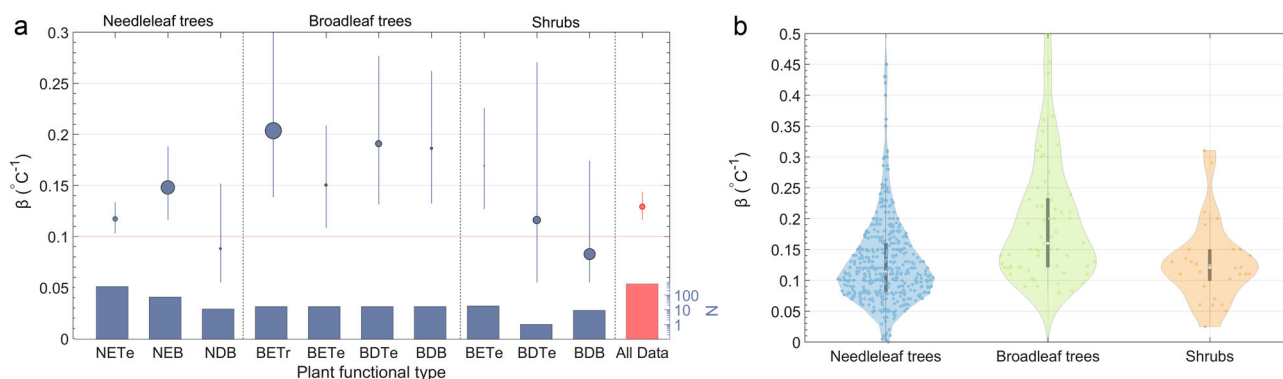 a
Needleleaf trees Broadleaf trees Shrubs
0.3
0.25
0.2
0.15
0.1
0.05
0
β (°C⁻¹)
100
10
1
N
NETe NEB NDB BETr BETe BDTe BDB BETe BDTe BDB All Data
Plant functional type
b
0.5
0.45
0.4
0.35
0.3
0.25
0.2
0.15
0.1
0.05
0
β (°C⁻¹)
Needleleaf trees Broadleaf trees Shrubs